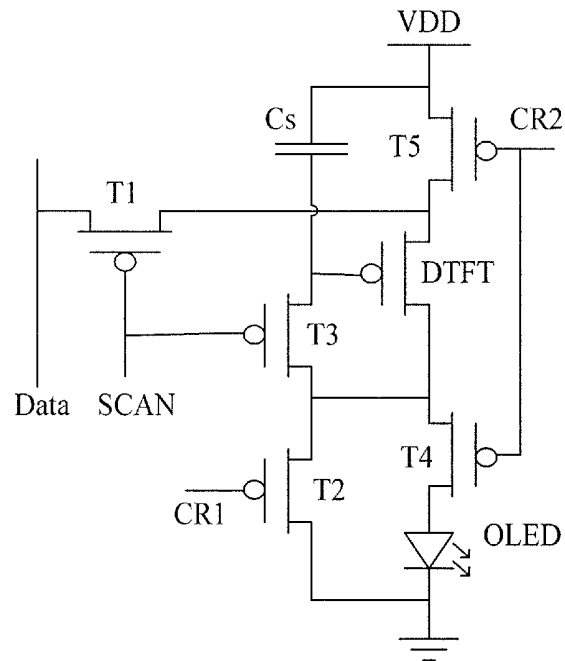 VDD
Cs
T5
CR2
T1
DTFT
T3
Data
SCAN
T4
T2
CR1
OLED